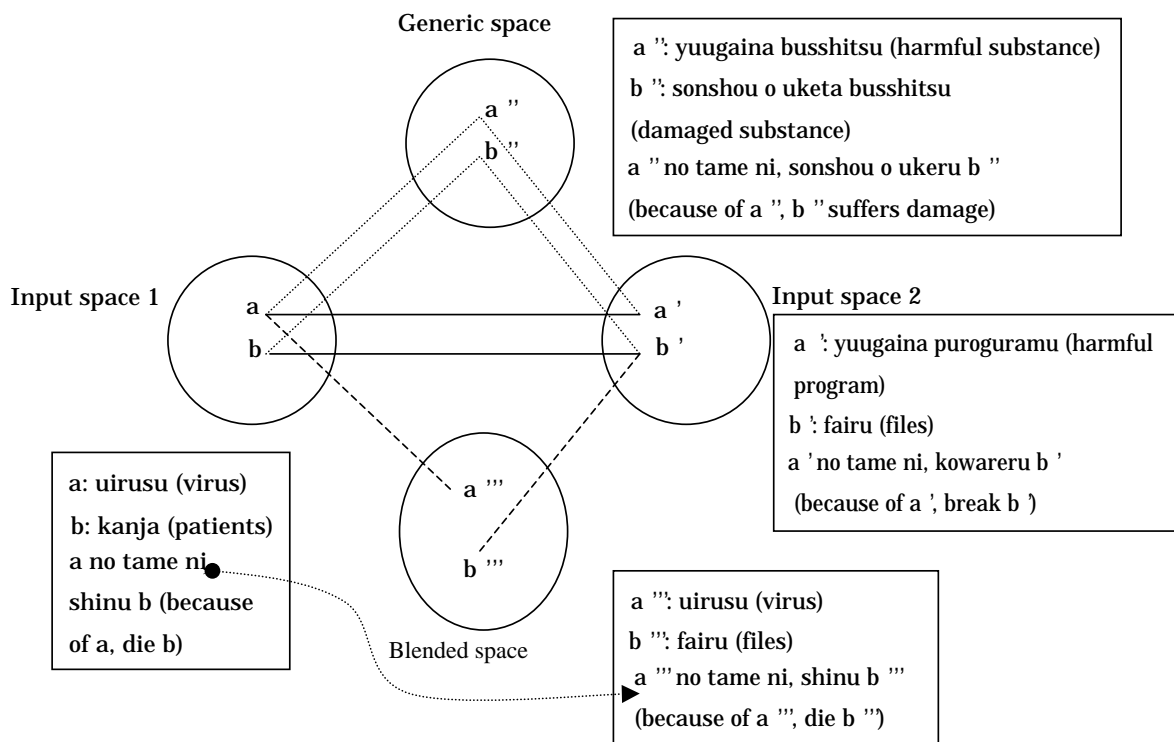 Generic space
a ’’: yuugaina busshitsu (harmful substance)
b ’’: sonshou o uketa busshitsu
(damaged substance)
a ’’ no tame ni, sonshou o ukeru b ’’
(because of a ’’, b ’’ suffers damage)
a ’’
b ’’
Input space 1
a
b
a ’
b ’
Input space 2
a ’: yuugaina puroguramu (harmful
program)
b ’: fairu (files)
a ’ no tame ni, kowareru b ’
(because of a ’, break b ’)
a: uirusu (virus)
b: kanja (patients)
a no tame ni,
shinu b (because
of a, die b)
a ’’’
b ’’’
Blended space
a ’’’: uirusu (virus)
b ’’’: fairu (files)
a ’’’ no tame ni, shinu b ’’’
(because of a ’’’, die b ’’’)